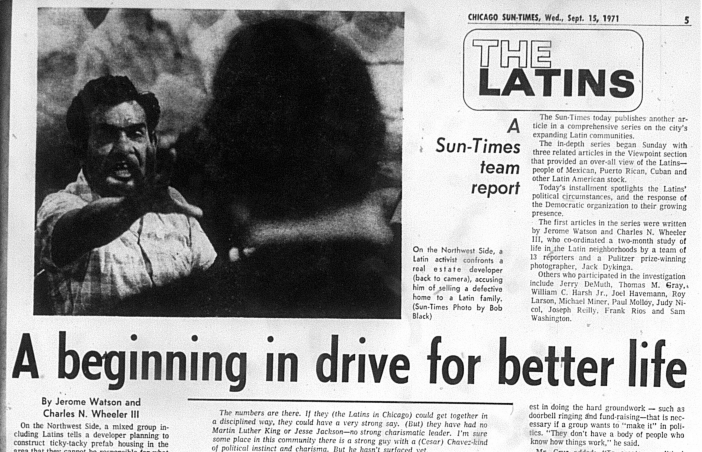 CHICAGO SUN-TIMES, Wed., Sept. 15, 1971
5
THE
LATINS
A
Sun-Times
team
report
The Sun-Times today publishes another ar-
ticle in a comprehensive series on the city's
expanding Latin communities.
The in-depth series began Sunday with
three related articles in the Viewpoint section
that provided an over-all view of the Latins—
people of Mexican, Puerto Rican, Cuban and
other Latin American stock.
Today's installment spotlights the Latins'
political circumstances, and the response of
the Democratic organization to their growing
presence.
The first articles in the series were written
by Jerome Watson and Charles N. Wheeler
III, who co-ordinated a two-month study of
life in the Latin neighborhoods by a team of
13 reporters and a Pulitzer prize-winning
photographer, Jack Dykinga.
Others who participated in the investigation
include Jerry DeMuth, Thomas M. Gray,
William C. Harsh Jr., Joel Havemann, Roy
Larson, Michael Miner, Paul Molloy, Judy Ni-
col, Joseph Reilly, Frank Rios and Sam
Washington.
On the Northwest Side, a
Latin activist confronts a
real estate developer
(back to camera), accusing
him of selling a defective
home to a Latin family.
(Sun-Times Photo by Bob
Black)
A beginning in drive for better life
By Jerome Watson and
Charles N. Wheeler III
On the Northwest Side, a mixed group in-
cluding Latins tells a developer planning to
construct ticky-tacky prefab housing in the
area that they
The numbers are there. If they (the Latins in Chicago) could get together in
a disciplined way, they could have a very strong say. (But) they have had no
Martin Luther King or Jesse Jackson—no strong charismatic leader. I'm sure
some place in this community there is a strong guy with a (Cesar) Chavez-kind
of political instinct and charisma. But he hasn't surfaced yet.
est in doing the hard groundwork — such as
doorbell ringing and fund-raising—that is nec-
essary if a group wants to "make it" in poli-
tics. "They don't have a body of people who
know how things work," he said.